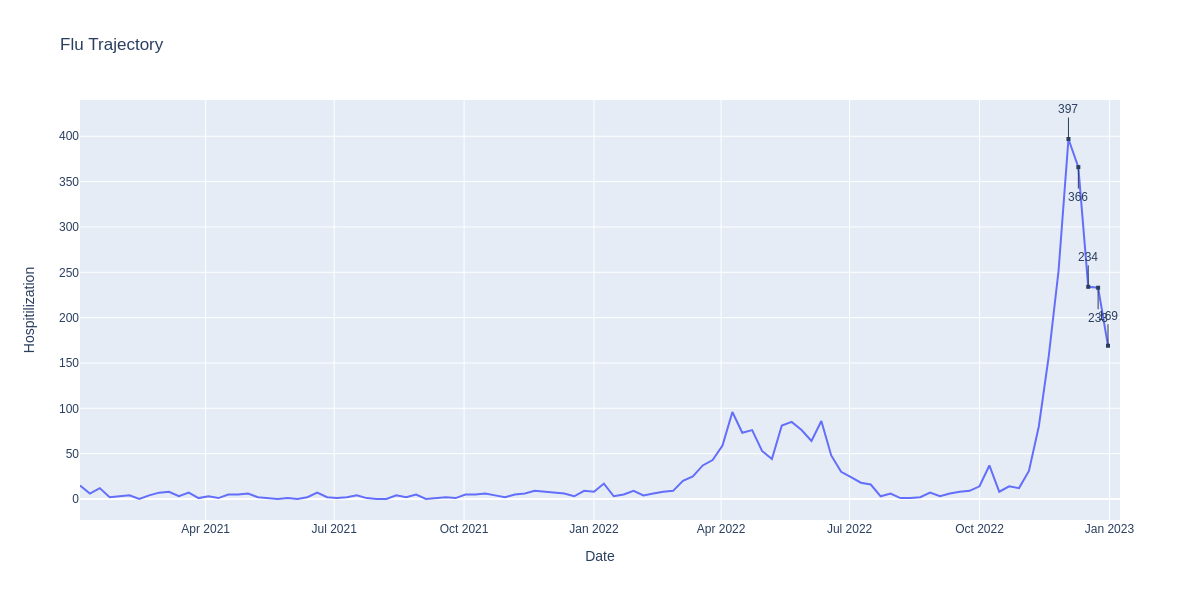 Flu Trajectory
397
400
350
366
300
234
250
200
169
150
100
50
0
Hospitilization
Apr 2021
Jul 2021
Oct 2021
Jan 2022
Apr 2022
Jul 2022
Oct 2022
Jan 2023
Date